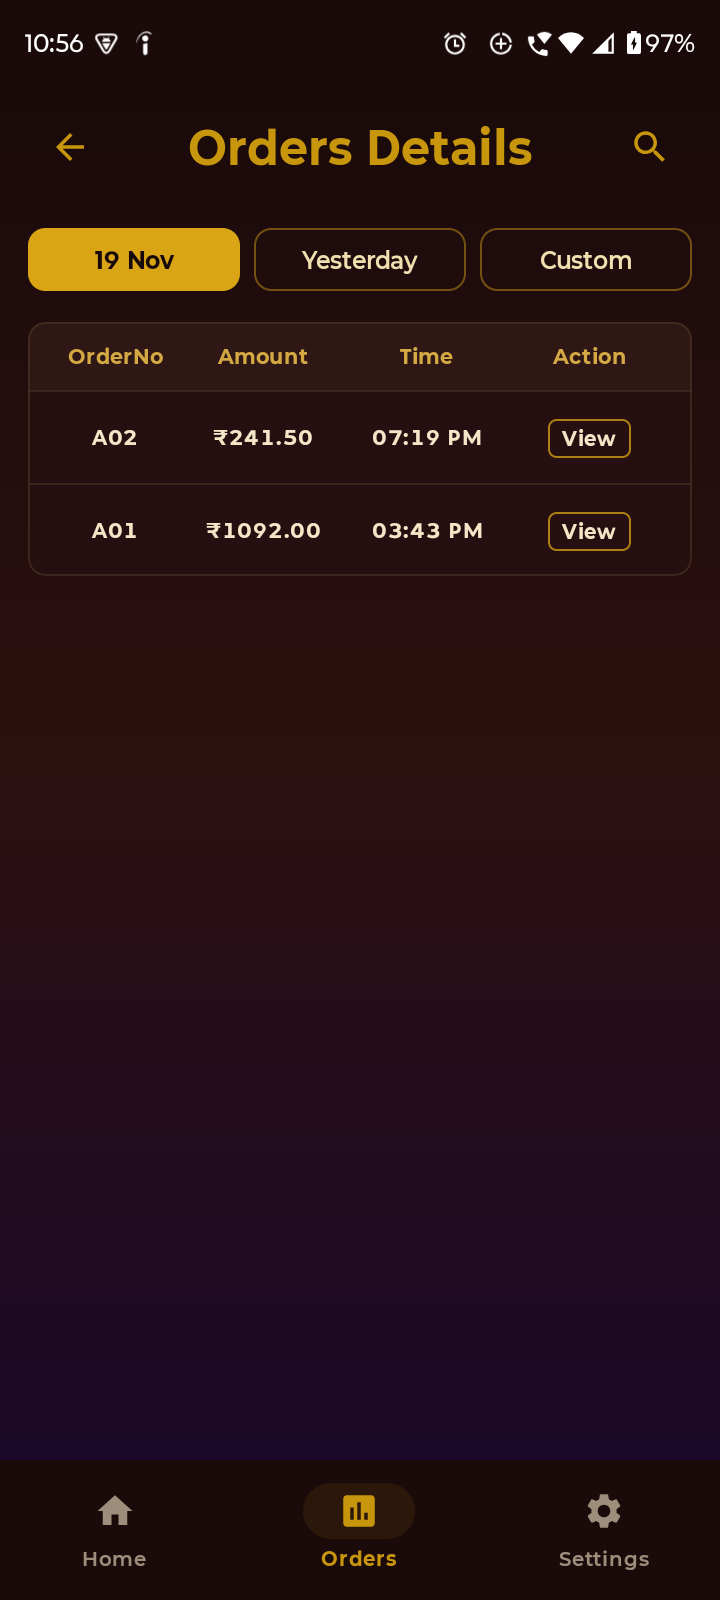 10:56 97%
Orders Details
19 Nov Yesterday Custom
OrderNo Amount Time Action
A02 ₹241.50 07:19 PM View
A01 ₹1092.00 03:43 PM View
Home Orders Settings